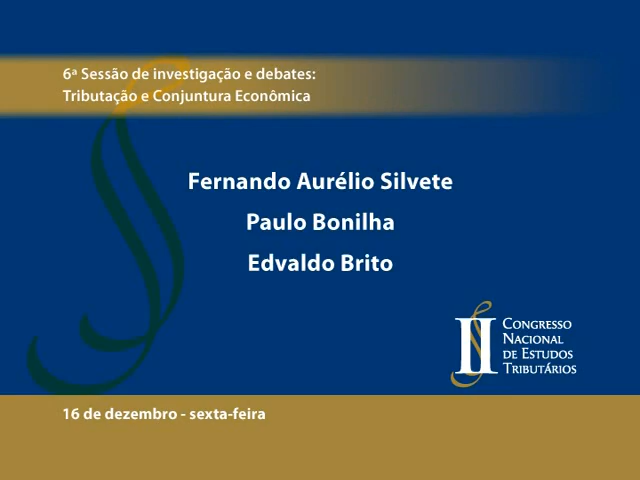 6ª Sessão de investigação e debates:
Tributação e Conjuntura Econômica
Fernando Aurélio Silvete
Paulo Bonilha
Edvaldo Brito
II
Congresso
Nacional
de Estudos
Tributários
16 de dezembro - sexta-feira